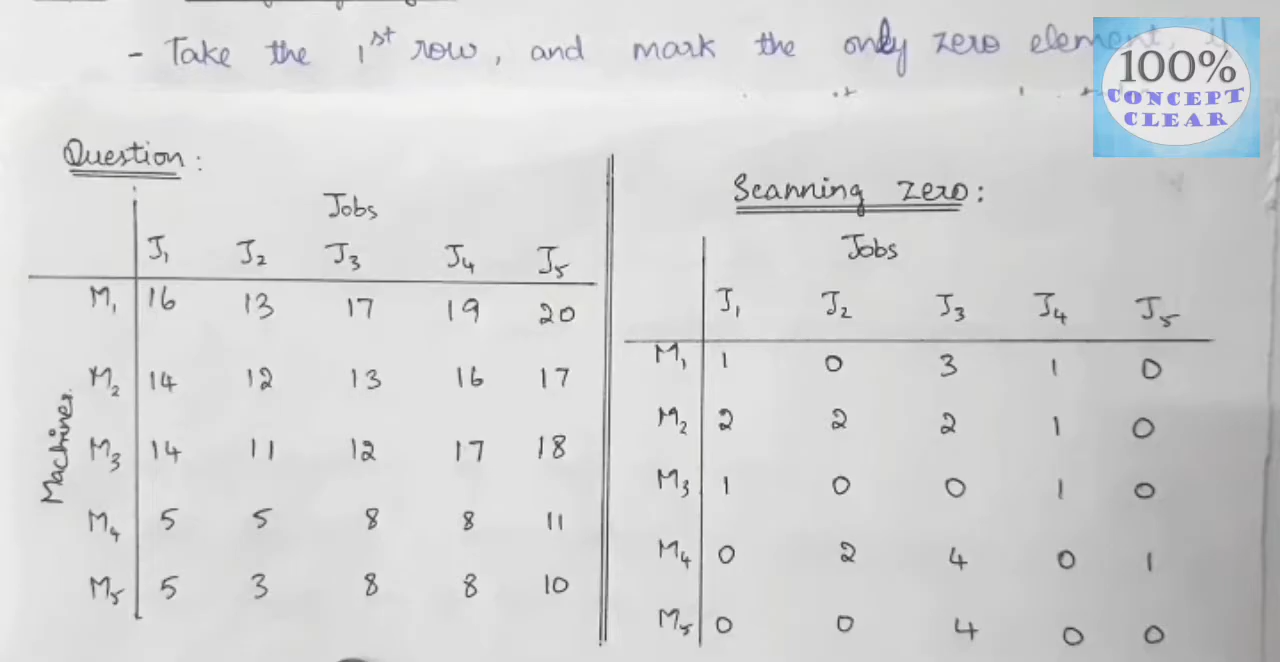 - Take the 1st row, and mark the only zero element, if
100%
CONCEPT
CLEAR
Question:
Jobs
J1 J2 J3 J4 J5
M1 16 13 17 19 20
M2 14 12 13 16 17
M3 14 11 12 17 18
M4 5 5 8 8 11
M5 5 3 8 8 10
Machines
Scanning Zero:
Jobs
J1 J2 J3 J4 J5
M1 1 0 3 1 0
M2 2 2 2 1 0
M3 1 0 0 1 0
M4 0 2 4 0 1
M5 0 0 4 0 0